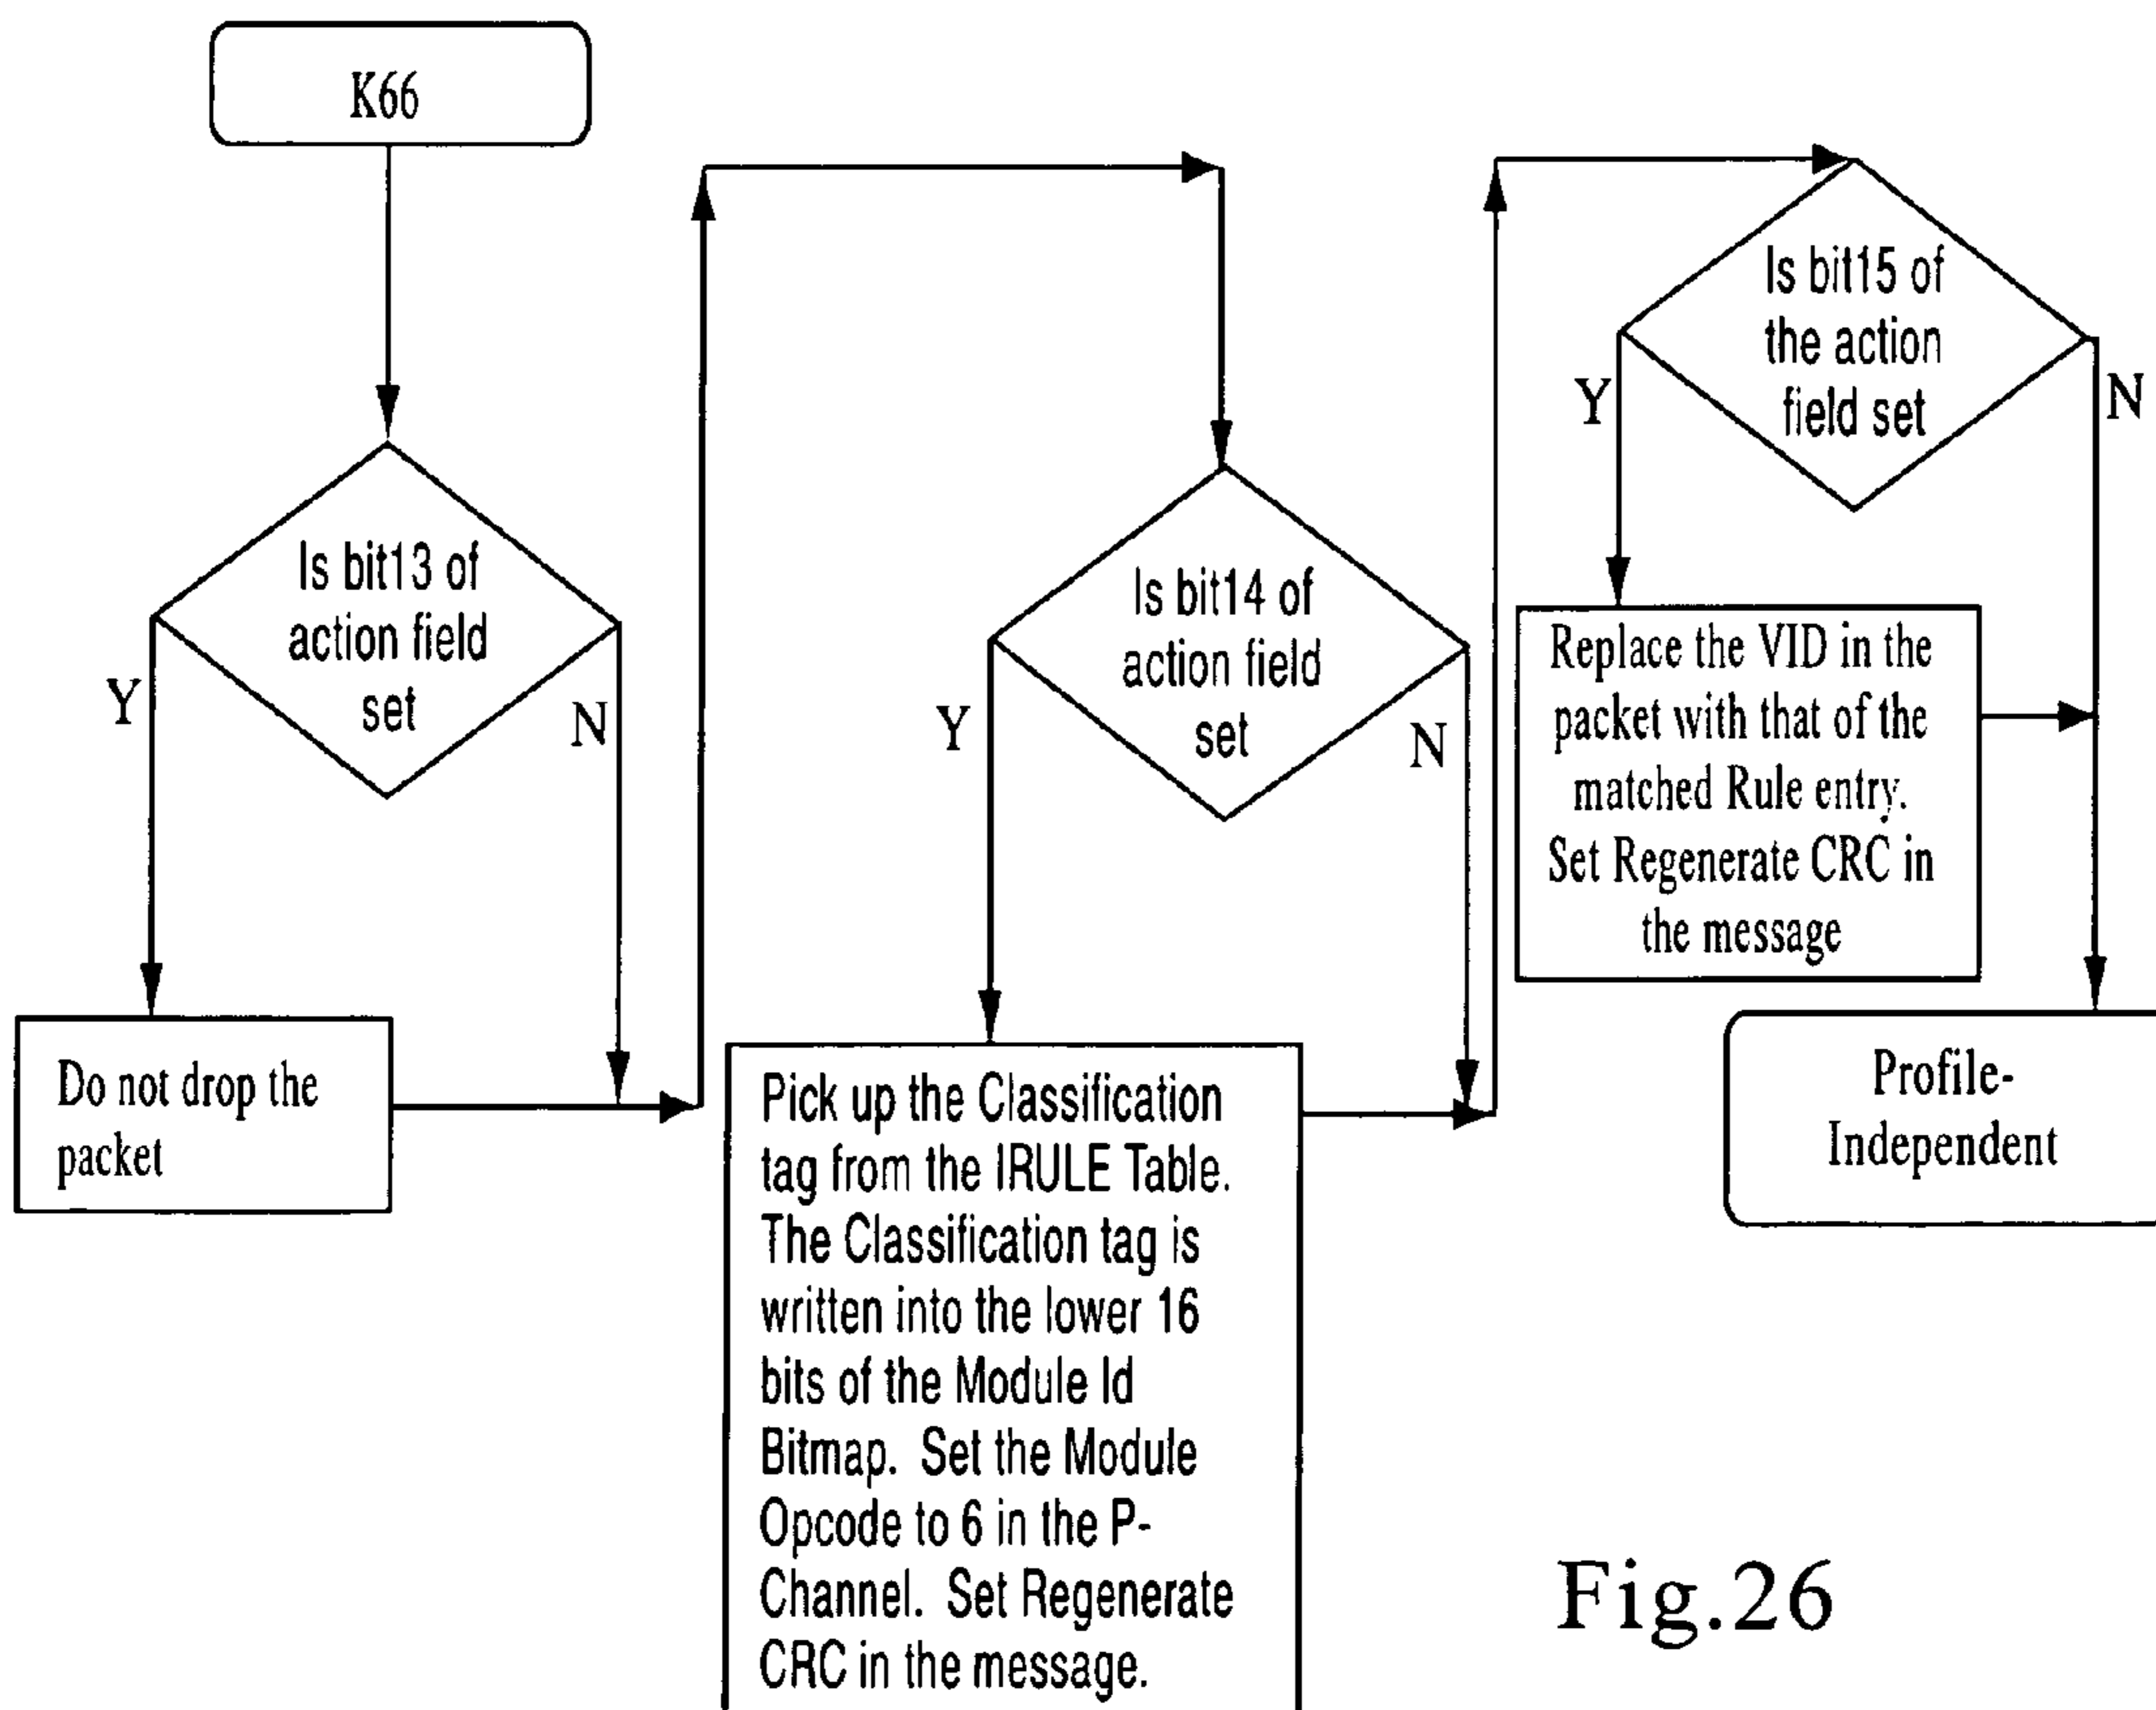 K66
Is bit13 of
action field
set
Y
N
Do not drop the
packet
Is bit14 of
action field
set
Y
N
Pick up the Classification
tag from the IRULE Table.
The Classification tag is
written into the lower 16
bits of the Module Id
Bitmap. Set the Module
Opcode to 6 in the P-
Channel. Set Regenerate
CRC in the message.
Is bit15 of
the action
field set
Y
N
Replace the VID in the
packet with that of the
matched Rule entry.
Set Regenerate CRC in
the message
Profile-
Independent
Fig.26